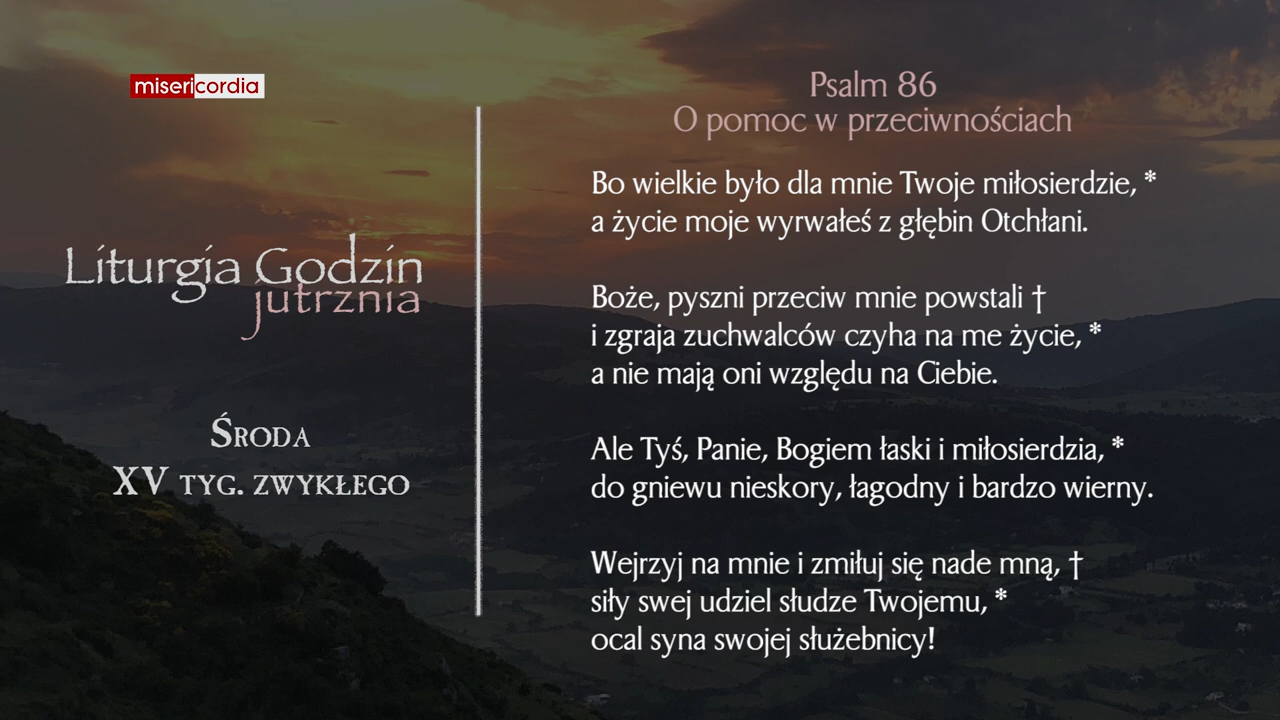 misericordia
Liturgia Godzin
jutrznia
Środa
XV tyg. zwykłego
Psalm 86
O pomoc w przeciwnościach
Bo wielkie było dla mnie Twoje miłosierdzie, *
a życie moje wyrwałeś z głębin Otchłani.
Boże, pyszni przeciw mnie powstali †
i zgraja zuchwalców czyha na me życie, *
a nie mają oni względu na Ciebie.
Ale Tyś, Panie, Bogiem łaski i miłosierdzia, *
do gniewu nieskory, łagodny i bardzo wierny.
Wejrzyj na mnie i zmiłuj się nade mną, †
siły swej udziel słudze Twojemu, *
ocal syna swojej służebnicy!